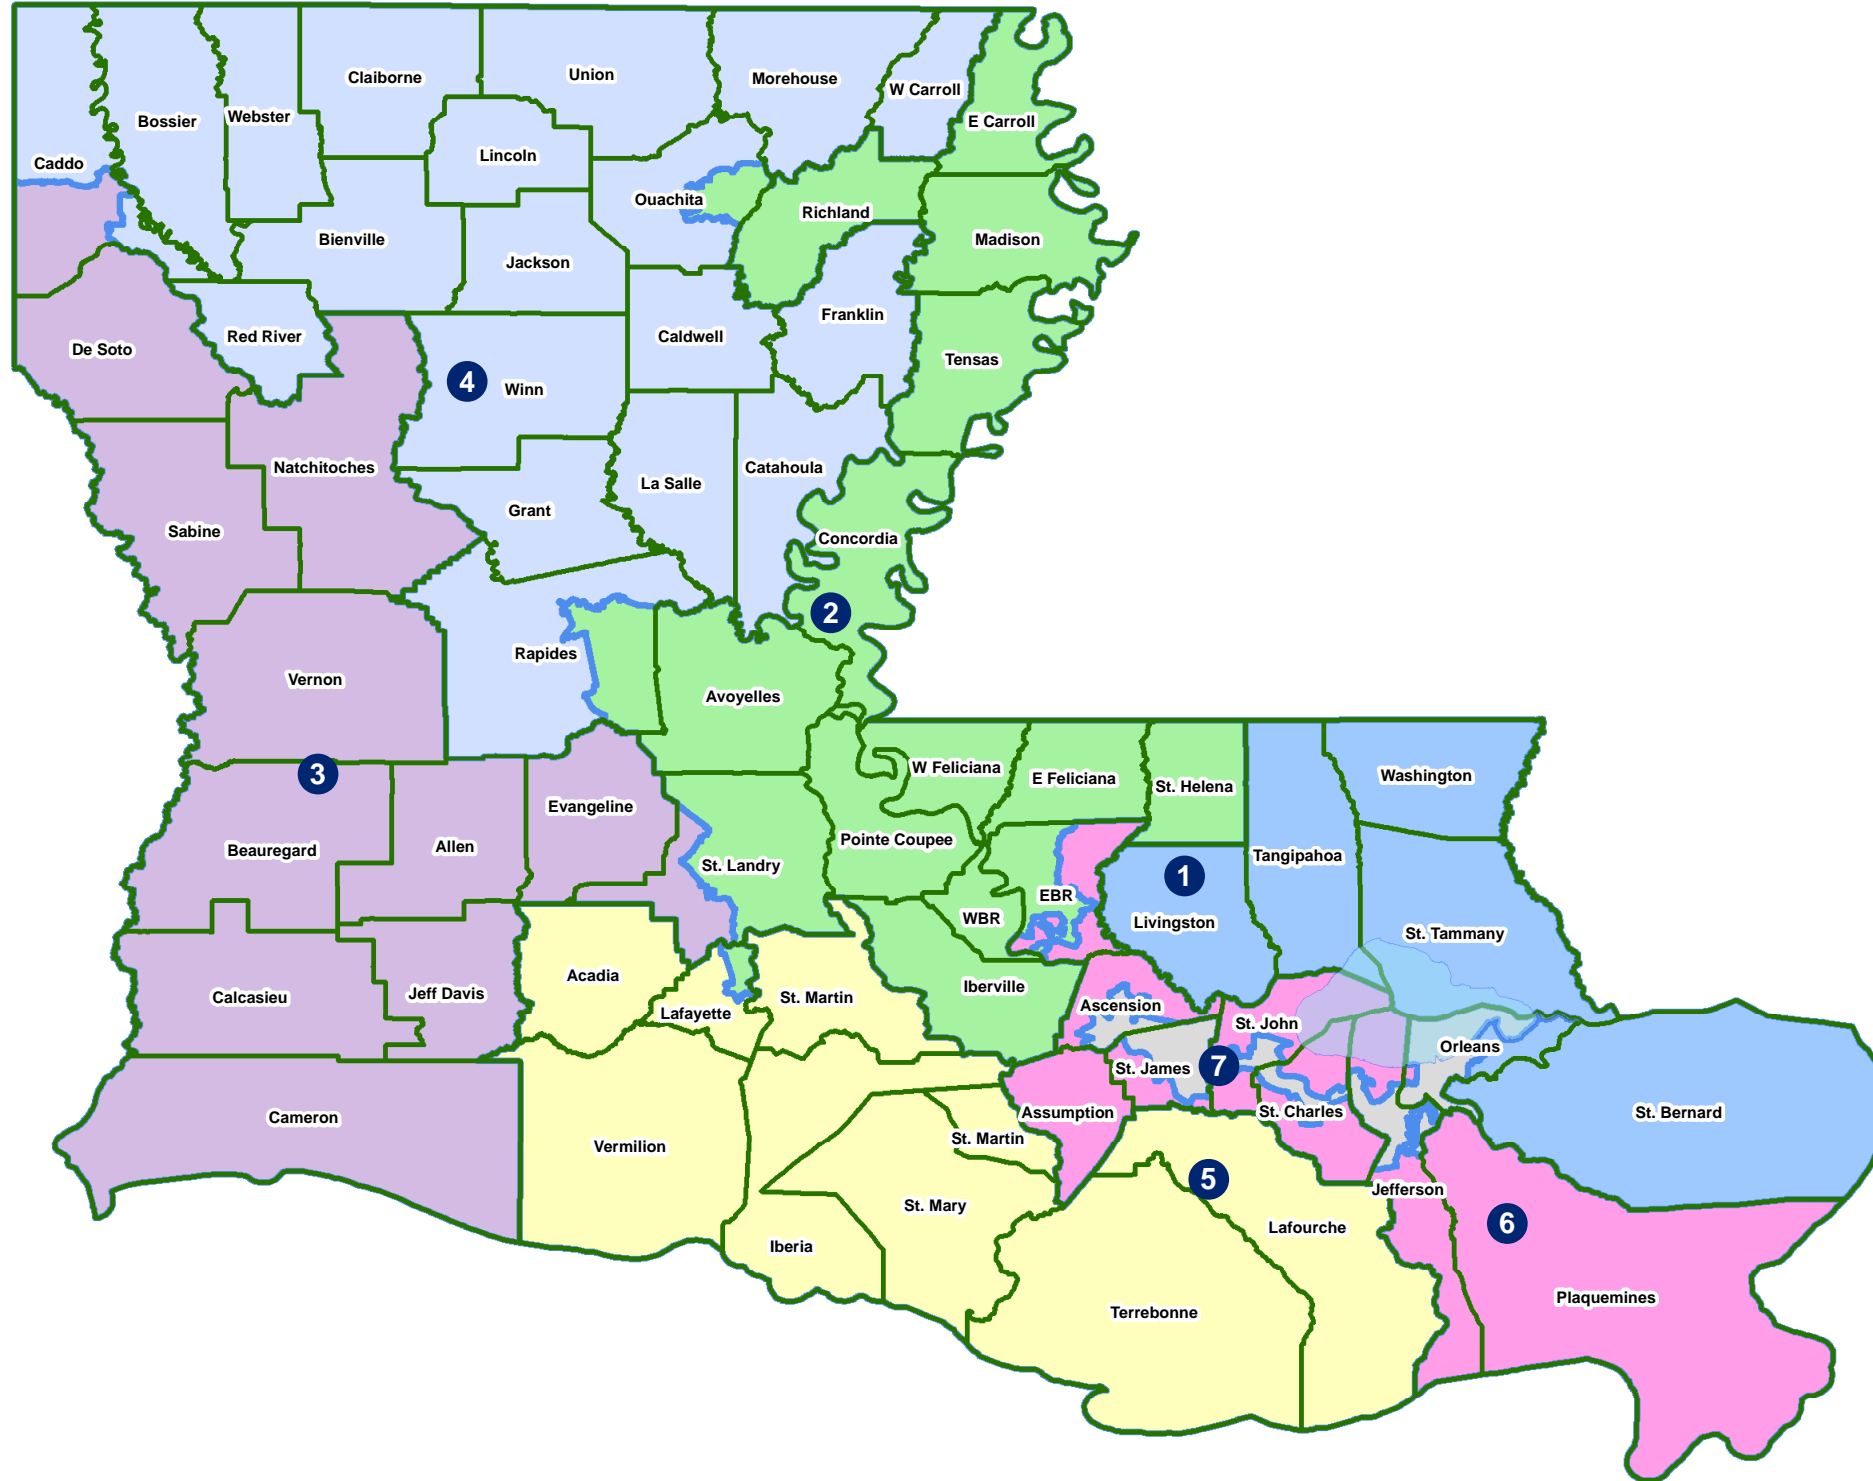 Claiborne
Union
Morehouse
W Carroll
Bossier
Webster
E Carroll
Caddo
Lincoln
Ouachita
Richland
Bienville
Madison
Jackson
Franklin
Red River
Caldwell
De Soto
Tensas
4
Winn
Natchitoches
Catahoula
La Salle
Grant
Sabine
Concordia
2
Rapides
Vernon
Avoyelles
W Feliciana
3
E Feliciana
Washington
St. Helena
Evangeline
Pointe Coupee
Allen
Beauregard
Tangipahoa
St. Landry
1
EBR
WBR
Livingston
St. Tammany
Acadia
Iberville
Jeff Davis
Calcasieu
St. Martin
Ascension
Lafayette
St. John
Orleans
7
St. James
St. Charles
Assumption
St. Bernard
Cameron
St. Martin
Vermilion
5
Jefferson
St. Mary
6
Lafourche
Iberia
Plaquemines
Terrebonne